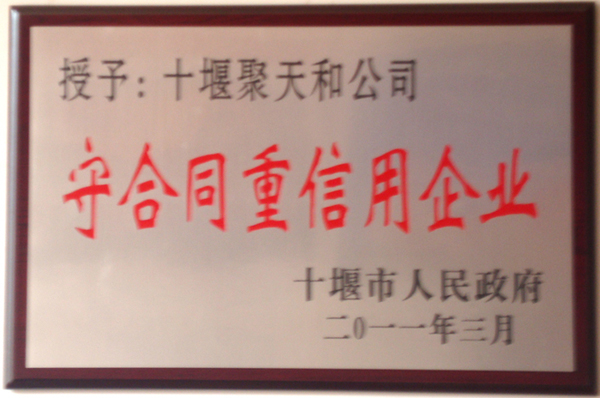 授予：十堰聚天和公司
守合同重信用企业
十堰市人民政府
二0一一年三月